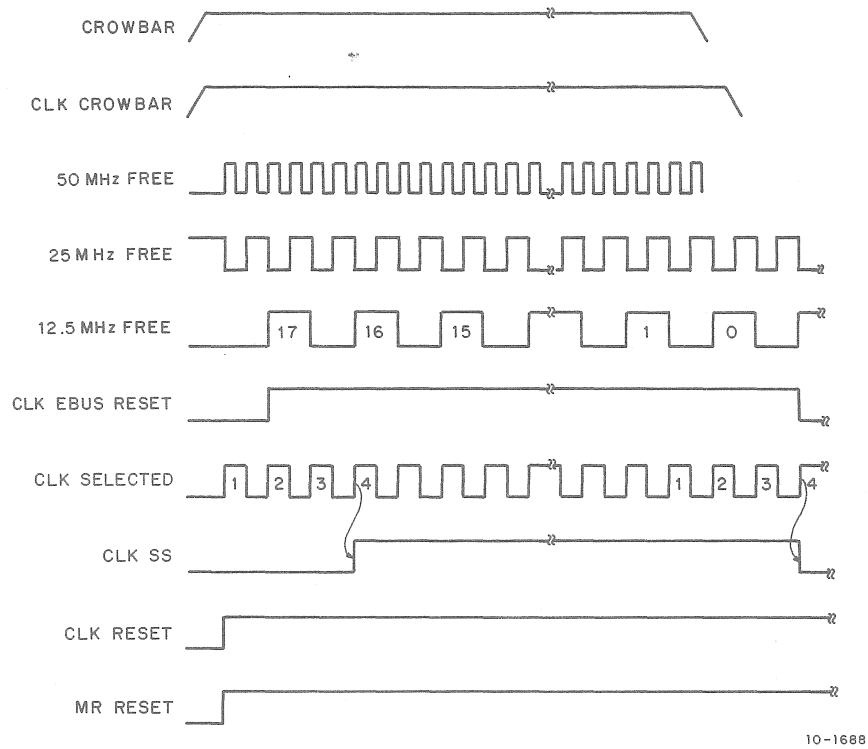 CROWBAR
CLK CROWBAR
50 MHz FREE
25 MHz FREE
12.5 MHz FREE
17 16 15 1 0
CLK EBUS RESET
CLK SELECTED
1 2 3 4 1 2 3 4
CLK SS
CLK RESET
MR RESET
10-1688